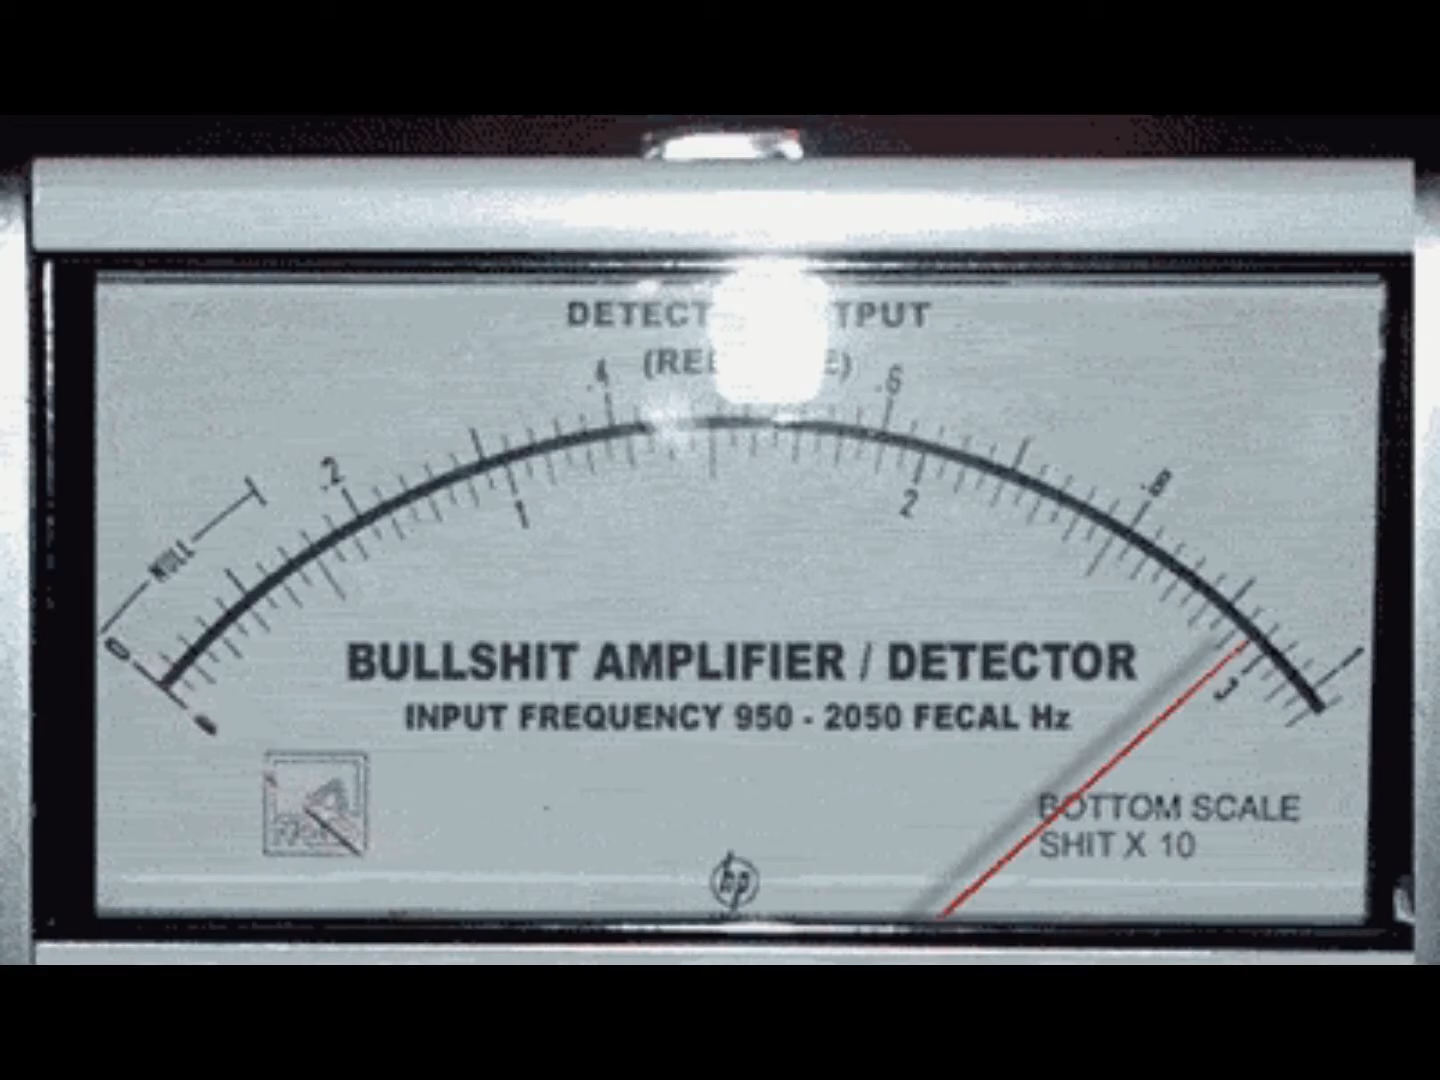 .4
.6
.2
.8
NULL
1
2
0
3
BULLSHIT AMPLIFIER / DETECTOR
INPUT FREQUENCY 950 - 2050 FECAL Hz
BOTTOM SCALE
SHIT X 10
hp